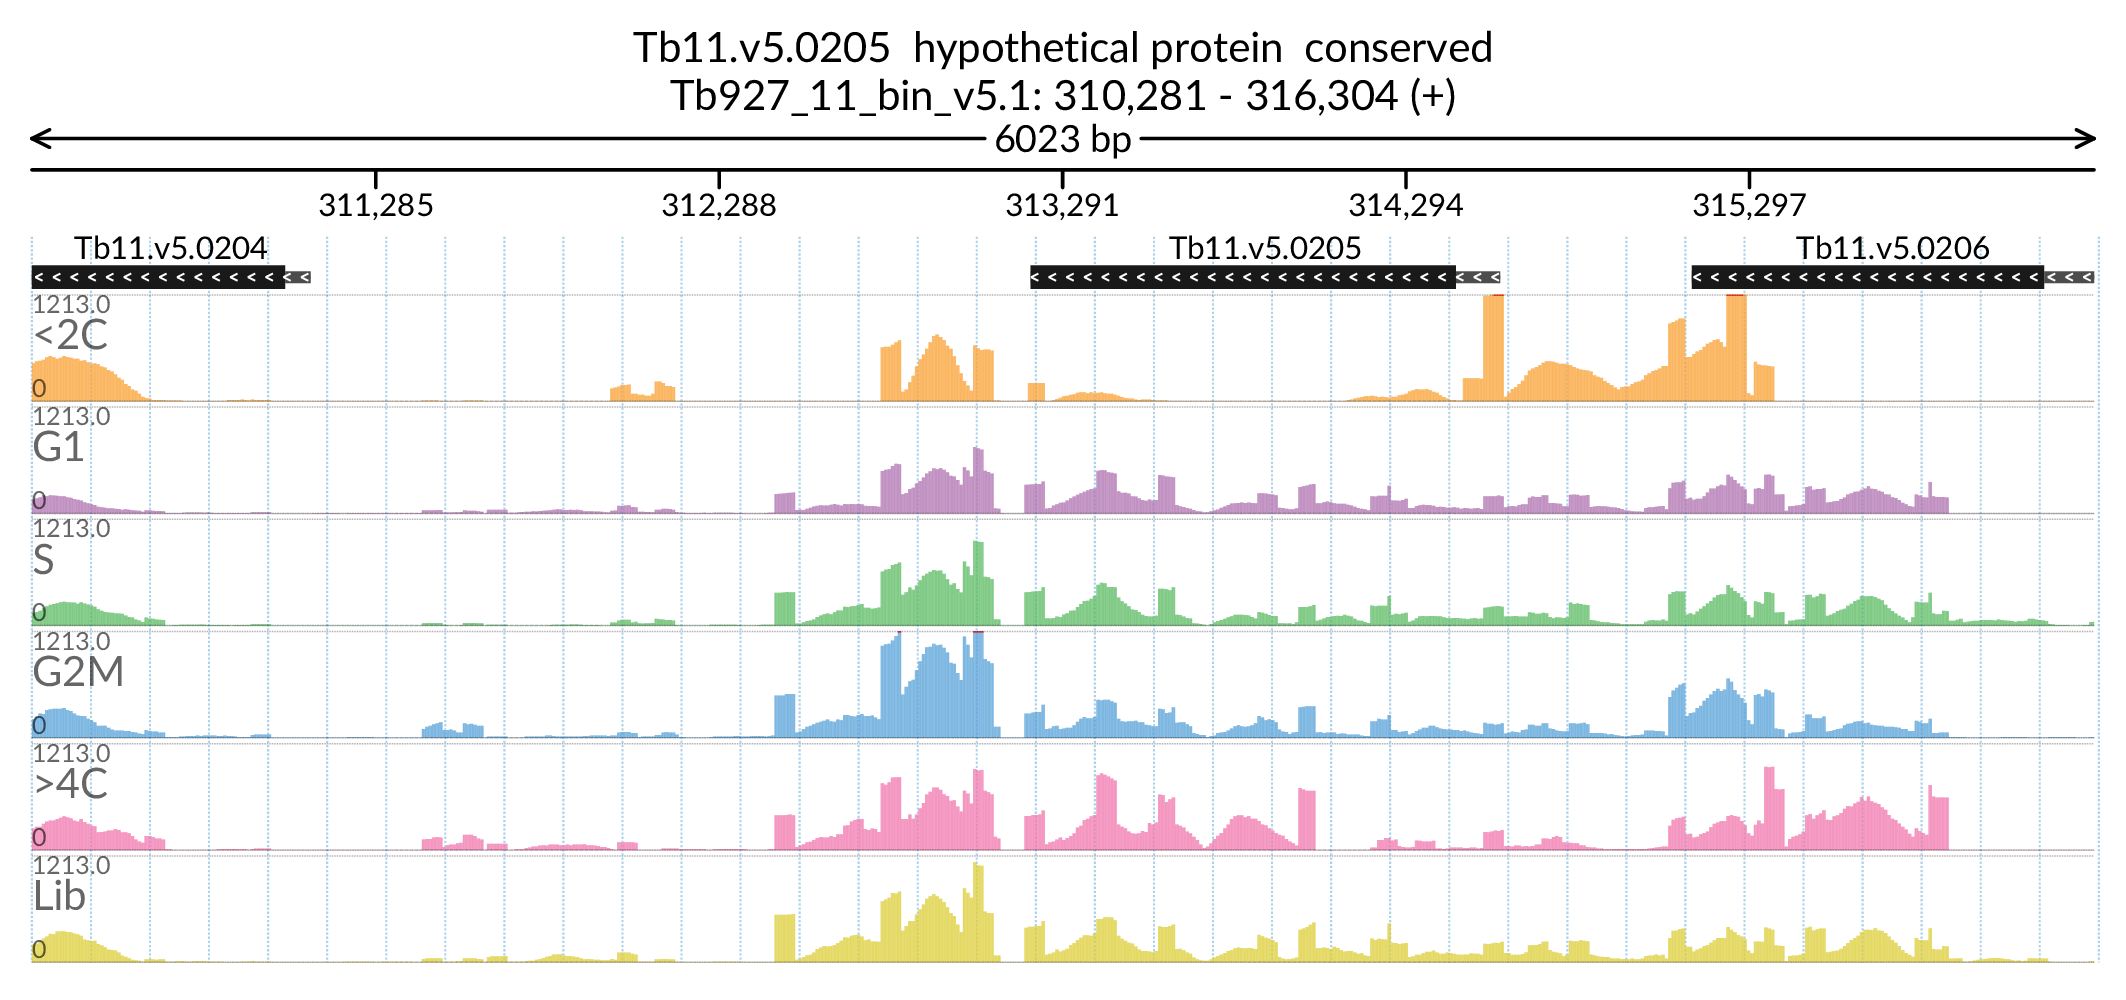 Tb11.v5.0205  hypothetical protein  conserved
Tb927_11_bin_v5.1: 310,281 - 316,304 (+)
6023 bp
311,285 312,288 313,291 314,294 315,297
Tb11.v5.0204 Tb11.v5.0205 Tb11.v5.0206
1213.0
<2C
0
1213.0
G1
0
1213.0
S
0
1213.0
G2M
0
1213.0
>4C
0
1213.0
Lib
0